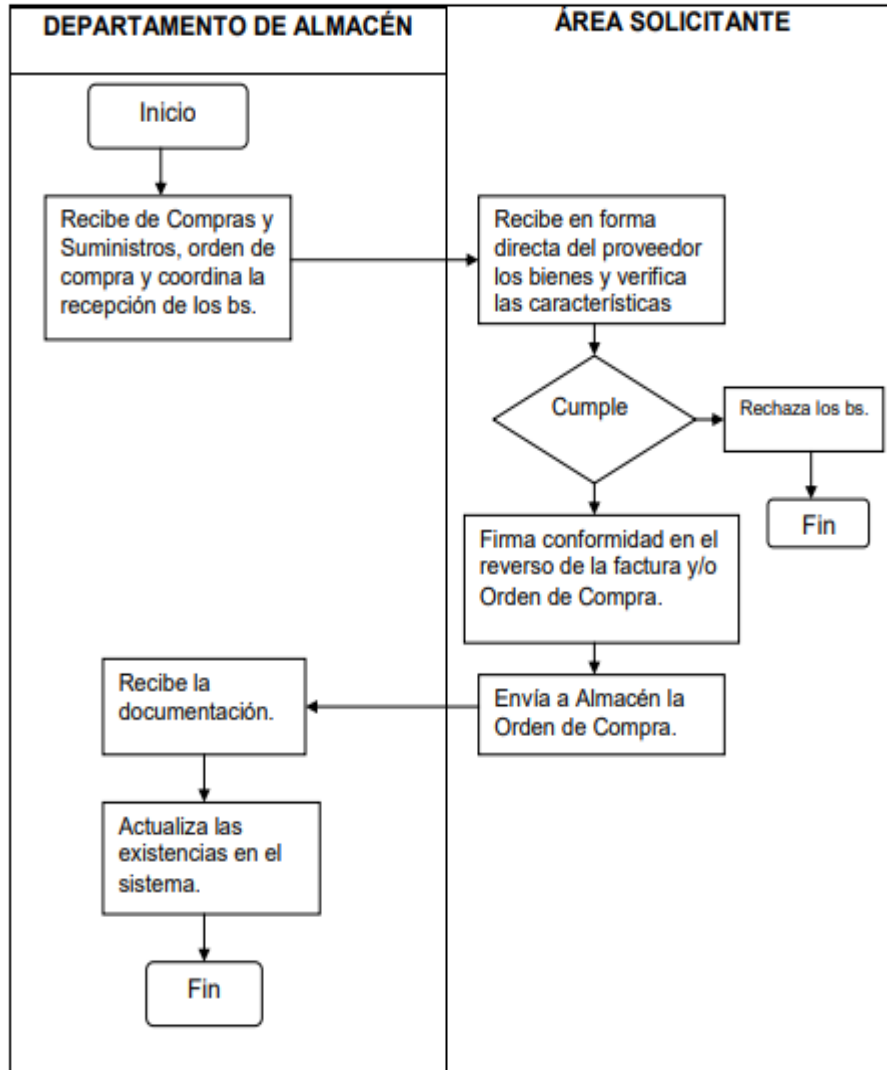 DEPARTAMENTO DE ALMACÉN
ÁREA SOLICITANTE
Inicio
Recibe de Compras y
Suministros, orden de
compra y coordina la
recepción de los bs.
Recibe en forma
directa del proveedor
los bienes y verifica
las características
Cumple
Rechaza los bs.
Fin
Firma conformidad en el
reverso de la factura y/o
Orden de Compra.
Envía a Almacén la
Orden de Compra.
Recibe la
documentación.
Actualiza las
existencias en el
sistema.
Fin